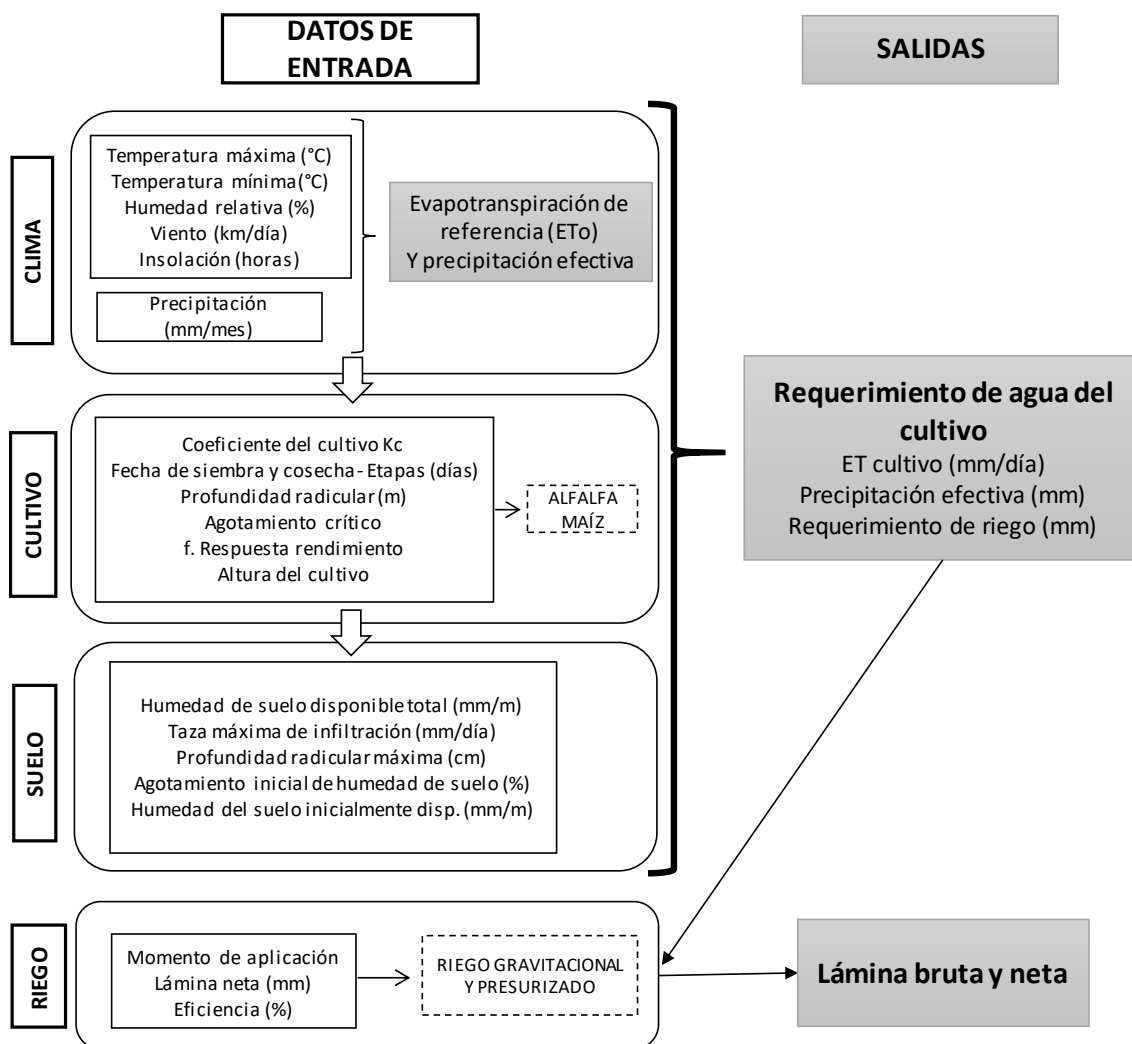 DATOS DE
ENTRADA
SALIDAS
CLIMA
Temperatura máxima (°C)
Temperatura mínima (°C)
Humedad relativa (%)
Viento (km/día)
Insolación (horas)
Precipitación
(mm/mes)
Evapotranspiración de
referencia (ETo)
Y precipitación efectiva
CULTIVO
Coeficiente del cultivo Kc
Fecha de siembra y cosecha- Etapas (días)
Profundidad radicular (m)
Agotamiento crítico
f. Respuesta rendimiento
Altura del cultivo
ALFALFA
MAÍZ
Requerimiento de agua del
cultivo
ET cultivo (mm/día)
Precipitación efectiva (mm)
Requerimiento de riego (mm)
SUELO
Humedad de suelo disponible total (mm/m)
Taza máxima de infiltración (mm/día)
Profundidad radicular máxima (cm)
Agotamiento inicial de humedad de suelo (%)
Humedad del suelo inicialmente disp. (mm/m)
RIEGO
Momento de aplicación
Lámina neta (mm)
Eficiencia (%)
RIEGO GRAVITACIONAL
Y PRESURIZADO
Lámina bruta y neta